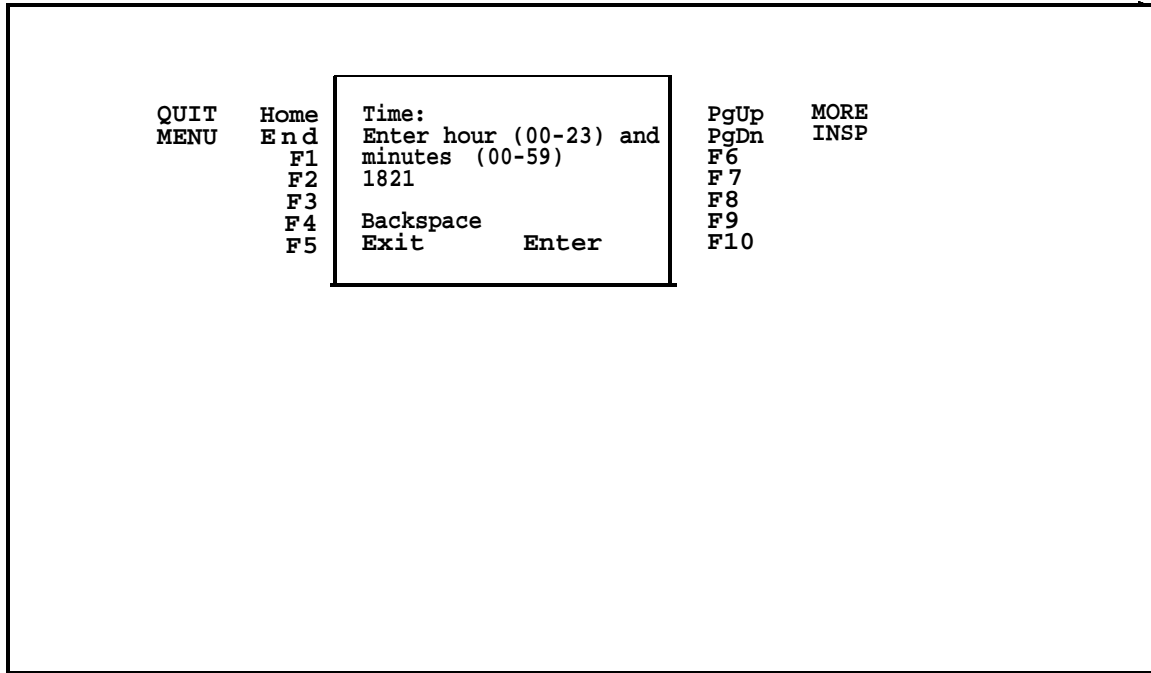 QUIT Home Time: PgUp MORE
MENU End Enter hour (00-23) and PgDn INSP
F1 minutes (00-59) F6
F2 1821 F7
F3 F8
F4 Backspace F9
F5 Exit Enter F10